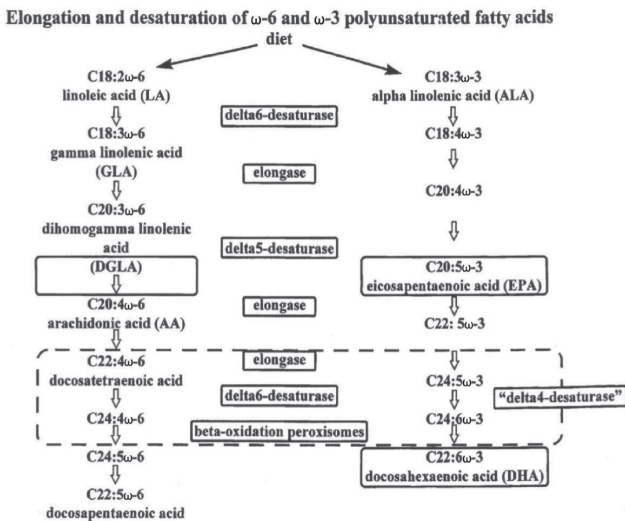 Elongation and desaturation of ω-6 and ω-3 polyunsaturated fatty acids
diet
C18:2ω-6
linoleic acid (LA)
C18:3ω-6
gamma linolenic acid
(GLA)
C20:3ω-6
dihomogamma linolenic
acid
(DGLA)
C20:4ω-6
arachidonic acid (AA)
C22:4ω-6
docosatetraenoic acid
C24:4ω-6
C24:5ω-6
C22:5ω-6
docosapentaenoic acid
delta6-desaturase
elongase
delta5-desaturase
elongase
elongase
delta6-desaturase
beta-oxidation peroxisomes
C18:3ω-3
alpha linolenic acid (ALA)
C18:4ω-3
C20:4ω-3
C20:5ω-3
eicosapentaenoic acid (EPA)
C22: 5ω-3
C24:5ω-3
C24:6ω-3
C22:6ω-3
docosahexaenoic acid (DHA)
“delta4-desaturase”